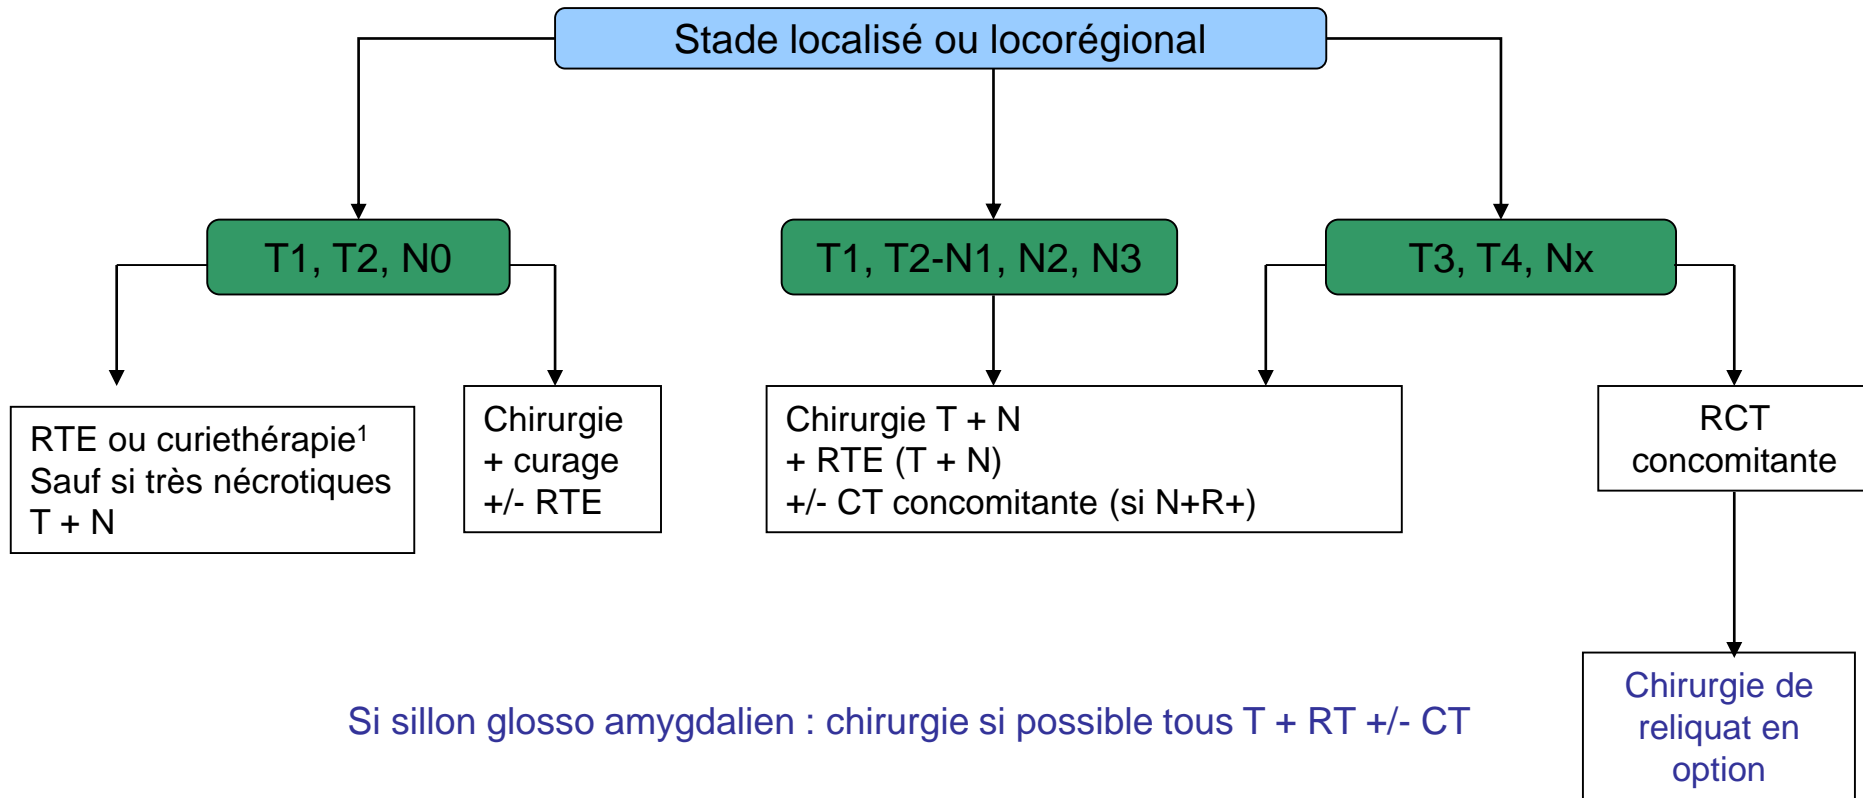 Stade localisé ou locorégional
T1, T2, N0
T1, T2-N1, N2, N3
T3, T4, Nx
RTE ou curiethérapie¹
Sauf si très nécrotiques
T + N
Chirurgie
+ curage
+/- RTE
Chirurgie T + N
+ RTE (T + N)
+/- CT concomitante (si N+R+)
RCT
concomitante
Chirurgie de
reliquat en
option
Si sillon glosso amygdalien : chirurgie si possible tous T + RT +/- CT